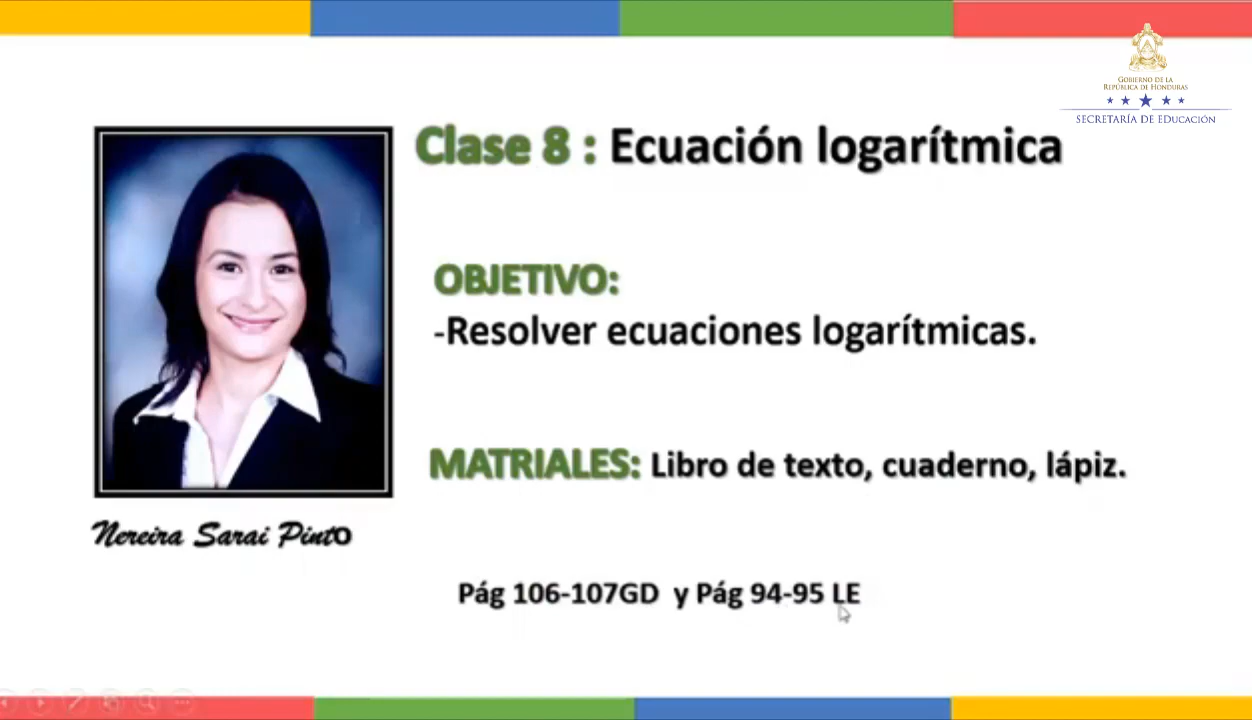 GOBIERNO DE LA
REPÚBLICA DE HONDURAS
SECRETARÍA DE EDUCACIÓN
Clase 8 : Ecuación logarítmica
OBJETIVO:
-Resolver ecuaciones logarítmicas.
MATRIALES: Libro de texto, cuaderno, lápiz.
Nereira Sarai Pinto
Pág 106-107GD y Pág 94-95 LE